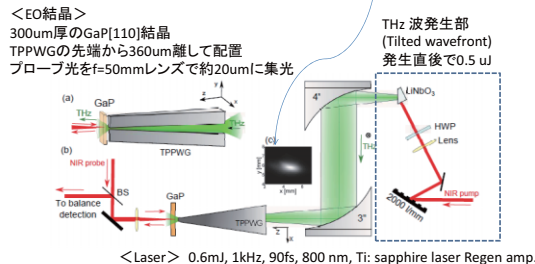 ＜EO結晶＞
300um厚のGaP[110]結晶
TPPWGの先端から360um離して配置
プローブ光をf=50mmレンズで約20umに集光
THz 波発生部
(Tilted wavefront)
発生直後で0.5 uJ
(a)
GaP
THz
THz
TPPWG
y
z
x
(b)
NIR probe
BS
To balance
detection
GaP
TPPWG
(c)
y [mm]
x [mm]
4"
THz
3"
z
x
LiNbO3
HWP
Lens
NIR pump
2000 l/mm
＜Laser＞ 0.6mJ, 1kHz, 90fs, 800 nm, Ti: sapphire laser Regen amp.